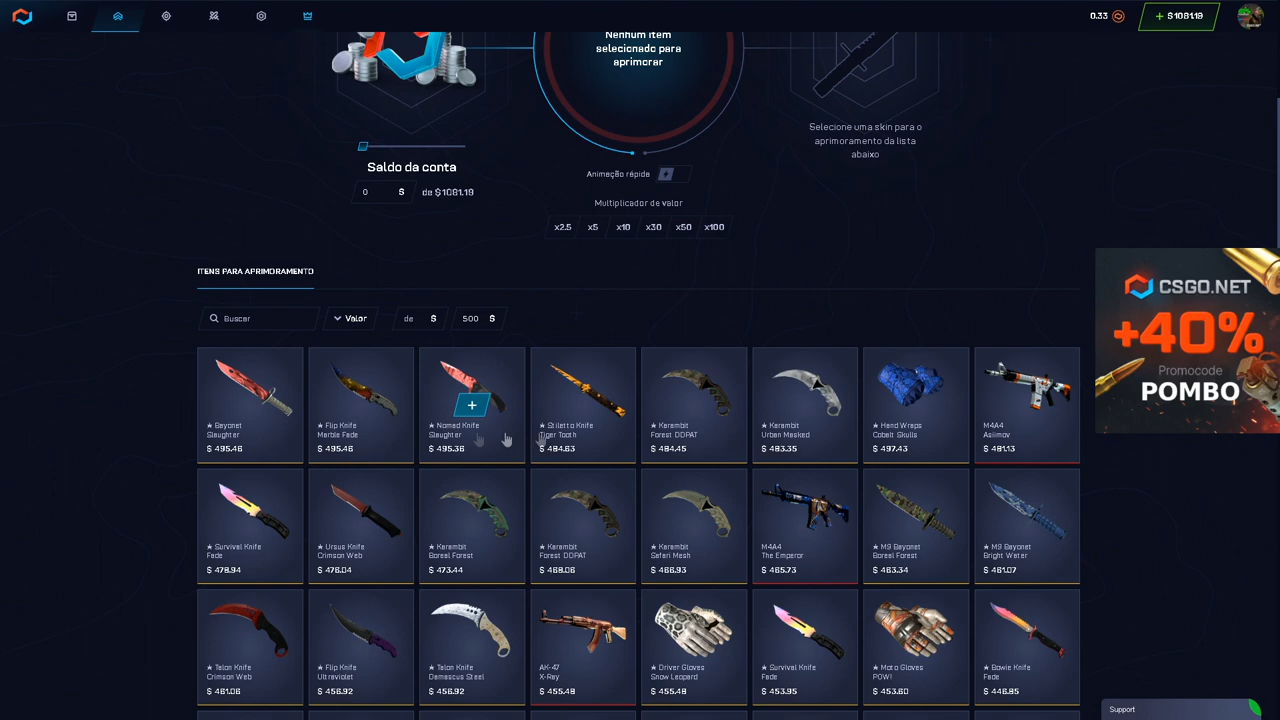 0.33
+ $1081.19
Nenhum item
selecionado para
aprimorar
Selecione uma skin para o
aprimoramento da lista
abaixo
Saldo da conta
0 $ de $1081.19
Animação rápida
Multiplicador de valor
x2.5 x5 x10 x30 x50 x100
ITENS PARA APRIMORAMENTO
Buscar
Valor
de $
500 $
CSGO.NET
+40%
Promocode
POMBO
★ Bayonet
Slaughter
$ 495.46
★ Flip Knife
Marble Fade
$ 495.46
+
★ Nomad Knife
Slaughter
$ 495.36
★ Stiletto Knife
Tiger Tooth
$ 484.63
★ Karambit
Forest DDPAT
$ 484.45
★ Karambit
Urban Masked
$ 483.35
★ Hand Wraps
Cobalt Skulls
$ 497.43
M4A4
Asiimov
$ 481.13
★ Survival Knife
Fade
$ 478.94
★ Ursus Knife
Crimson Web
$ 476.04
★ Karambit
Boreal Forest
$ 473.44
★ Karambit
Forest DDPAT
$ 468.06
★ Karambit
Safari Mesh
$ 466.93
M4A4
The Emperor
$ 465.73
★ M9 Bayonet
Boreal Forest
$ 463.34
★ M9 Bayonet
Bright Water
$ 461.07
★ Talon Knife
Crimson Web
$ 461.06
★ Flip Knife
Ultraviolet
$ 456.92
★ Talon Knife
Damascus Steel
$ 456.92
AK-47
X-Ray
$ 455.48
★ Driver Gloves
Snow Leopard
$ 455.48
★ Survival Knife
Fade
$ 453.95
★ Moto Gloves
POW!
$ 453.60
★ Bowie Knife
Fade
$ 446.85
Support